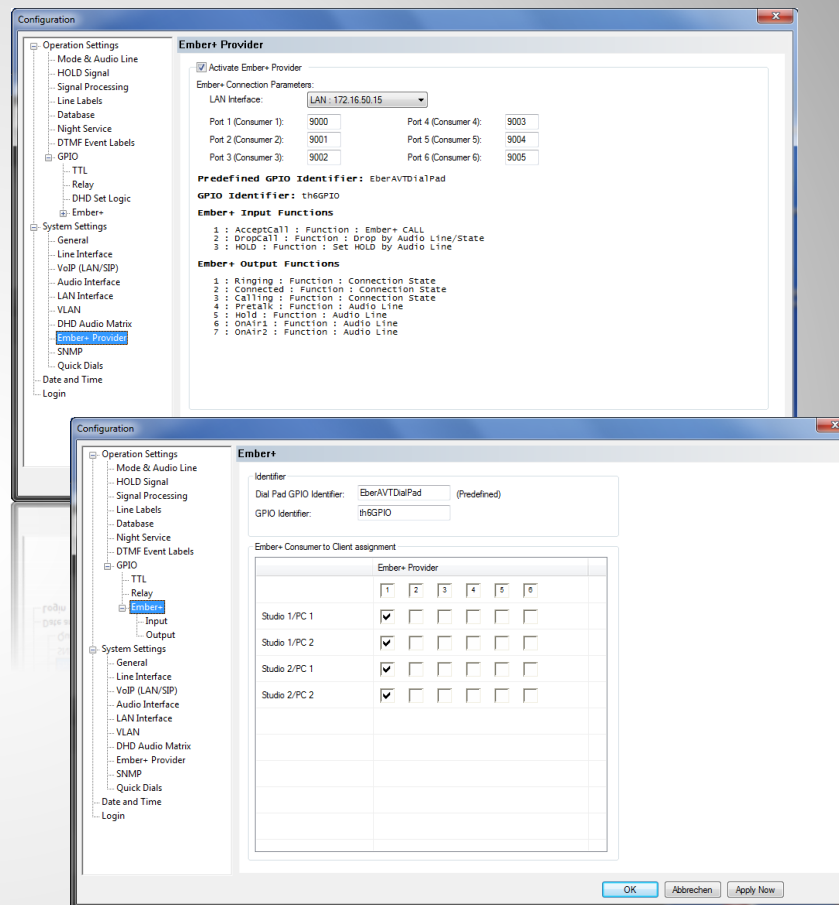 Configuration
Operation Settings
Mode & Audio Line
HOLD Signal
Signal Processing
Line Labels
Database
Night Service
DTMF Event Labels
GPIO
TTL
Relay
DHD Set Logic
Ember+
System Settings
General
Line Interface
VoIP (LAN/SIP)
Audio Interface
LAN Interface
VLAN
DHD Audio Matrix
Ember+ Provider
SNMP
Quick Dials
Date and Time
Login
Ember+ Provider
Activate Ember+ Provider
Ember+ Connection Parameters:
LAN Interface: LAN : 172.16.50.15
Port 1 (Consumer 1): 9000 Port 4 (Consumer 4): 9003
Port 2 (Consumer 2): 9001 Port 5 (Consumer 5): 9004
Port 3 (Consumer 3): 9002 Port 6 (Consumer 6): 9005
Predefined GPIO Identifier: EberAVTDialPad
GPIO Identifier: th6GPIO
Ember+ Input Functions
1 : AcceptCall : Function : Ember+ CALL
2 : DropCall : Function : Drop by Audio Line/State
3 : HOLD : Function : Set HOLD by Audio Line
Ember+ Output Functions
1 : Ringing : Function : Connection State
2 : Connected : Function : Connection State
3 : Calling : Function : Connection State
4 : Pretalk : Function : Audio Line
5 : Hold : Function : Audio Line
6 : OnAir1 : Function : Audio Line
7 : OnAir2 : Function : Audio Line
Configuration
Operation Settings
Mode & Audio Line
HOLD Signal
Signal Processing
Line Labels
Database
Night Service
DTMF Event Labels
GPIO
TTL
Relay
Ember+
Input
Output
System Settings
General
Line Interface
VoIP (LAN/SIP)
Audio Interface
LAN Interface
VLAN
DHD Audio Matrix
Ember+ Provider
SNMP
Quick Dials
Date and Time
Login
Ember+
Identifier
Dial Pad GPIO Identifier: EberAVTDialPad (Predefined)
GPIO Identifier: th6GPIO
Ember+ Consumer to Client assignment
Ember+ Provider
1 2 3 4 5 6
Studio 1/PC 1
Studio 1/PC 2
Studio 2/PC 1
Studio 2/PC 2
OK Abbrechen Apply Now